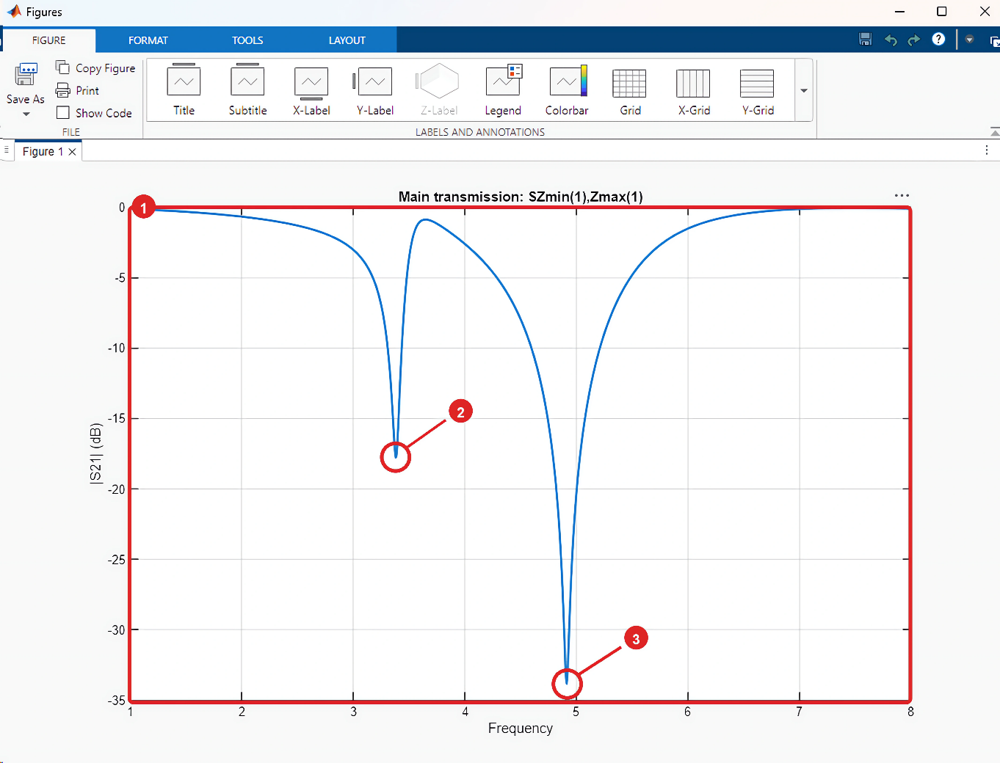 Figures
FIGURE FORMAT TOOLS LAYOUT
Save As
Copy Figure
Print
Show Code
FILE
Title Subtitle X-Label Y-Label Z-Label Legend Colorbar Grid X-Grid Y-Grid
LABELS AND ANNOTATIONS
Figure 1
Main transmission: SZmin(1),Zmax(1)
1
2
3
|S21| (dB)
0
-5
-10
-15
-20
-25
-30
-35
1 2 3 4 5 6 7 8
Frequency